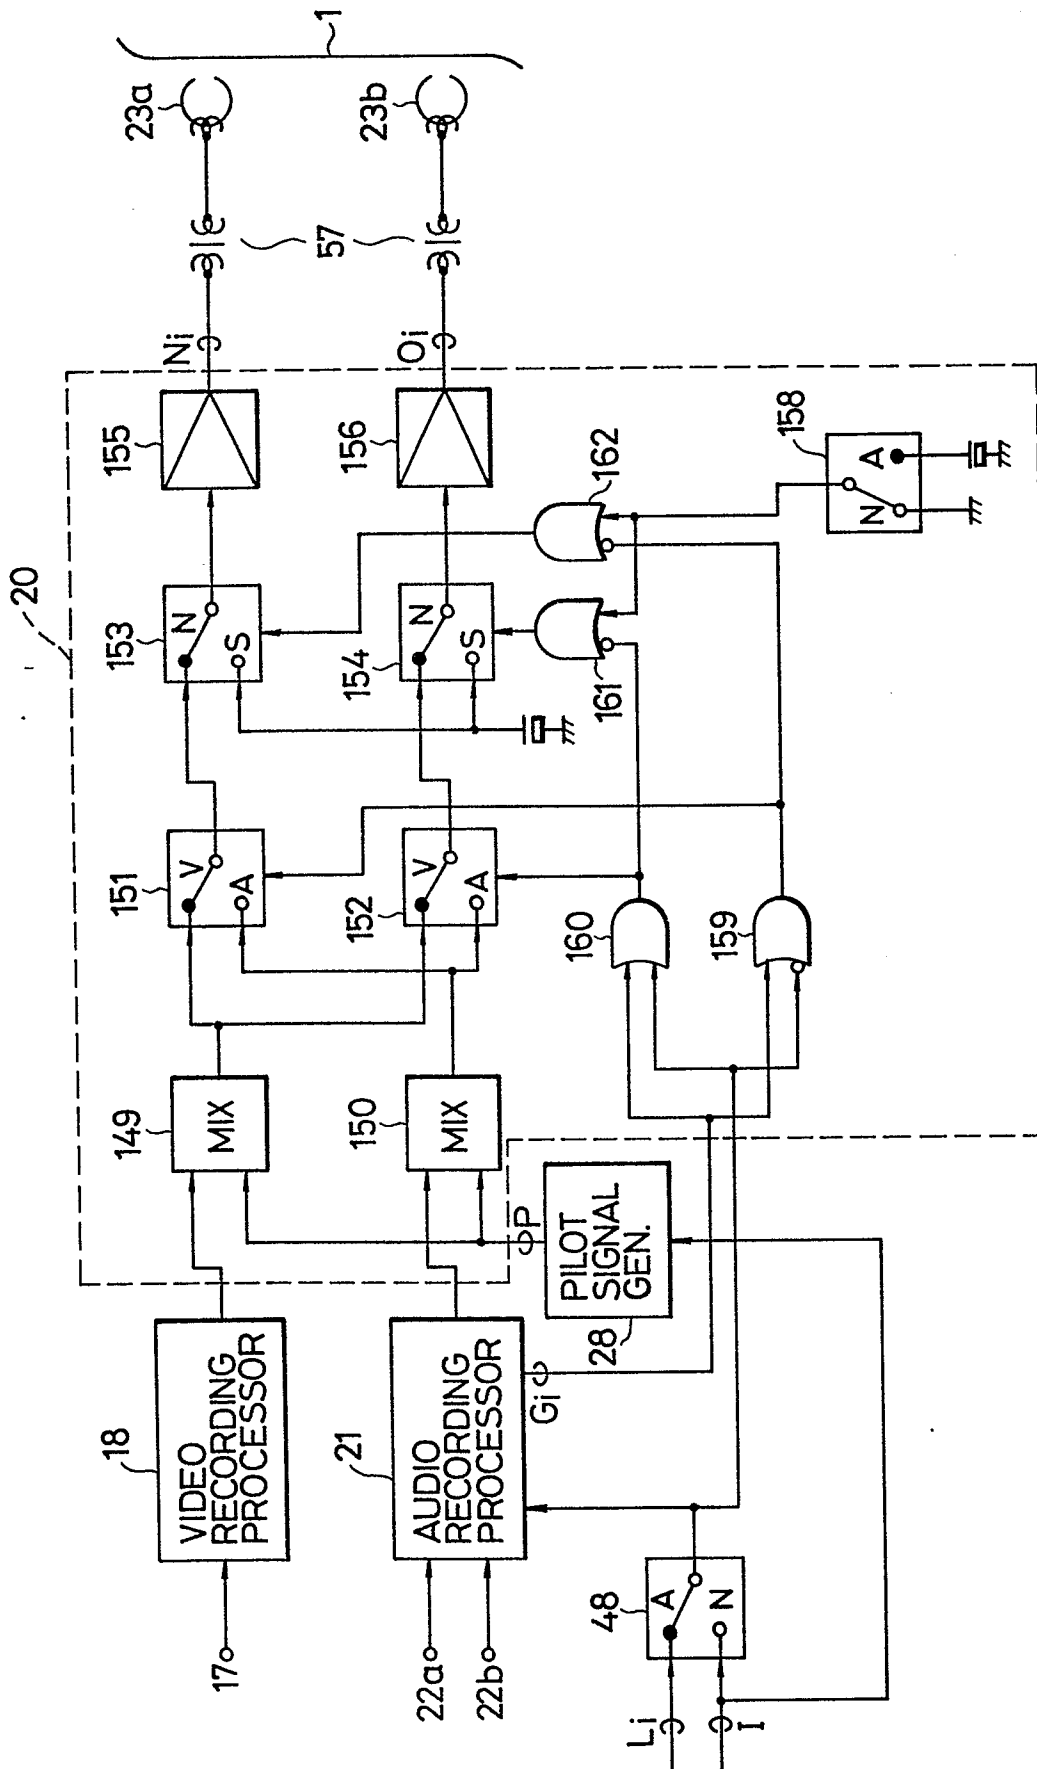 20
1
17
18
VIDEO
RECORDING
PROCESSOR
149
MIX
151
V
A
153
N
S
155
Ni
57
23a
22a
22b
21
AUDIO
RECORDING
PROCESSOR
150
MIX
152
V
A
154
N
S
156
Oi
23b
Gi
P
PILOT
SIGNAL
GEN.
28
160
159
161
162
158
N
A
48
A
N
Li
I